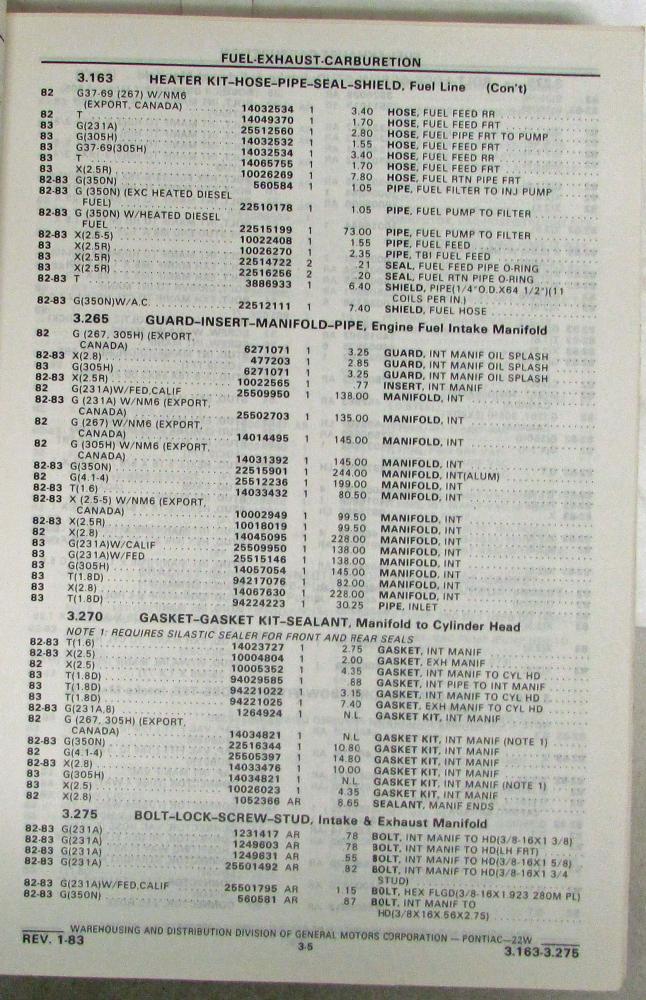 FUEL-EXHAUST-CARBURETION
3.163 HEATER KIT–HOSE–PIPE–SEAL–SHIELD, Fuel Line (Con't)
82 G37-69 (267) W/NM6
(EXPORT, CANADA) 14032534 1 3.40 HOSE, FUEL FEED RR
82 T 14049370 1 1.70 HOSE, FUEL FEED FRT
83 G(231A) 25512560 1 2.80 HOSE, FUEL PIPE FRT TO PUMP
83 G(305H) 14032532 1 1.55 HOSE, FUEL FEED FRT
83 G37-69(305H) 14032534 1 3.40 HOSE, FUEL FEED RR
83 T 14065755 1 1.70 HOSE, FUEL FEED FRT
83 X(2.5R) 10026269 1 7.80 HOSE, FUEL RTN PIPE FRT
82-83 G(350N) 560584 1 1.05 PIPE, FUEL FILTER TO INJ PUMP
82-83 G (350N) (EXC HEATED DIESEL
FUEL) 22510178 1 1.05 PIPE, FUEL PUMP TO FILTER
82-83 G (350N) W/HEATED DIESEL
FUEL 22515199 1 73.00 PIPE, FUEL PUMP TO FILTER
82-83 X(2.5-5) 10022408 1 1.55 PIPE, FUEL FEED
83 X(2.5R) 10026270 1 2.35 PIPE, TBI FUEL FEED
83 X(2.5R) 22514722 2 .21 SEAL, FUEL FEED PIPE O-RING
83 X(2.5R) 22516256 2 .20 SEAL, FUEL RTN PIPE O-RING
82-83 T 3886933 1 6.40 SHIELD, PIPE(1/4"O.D.X64 1/2")(11
COILS PER IN.)
82-83 G(350N)W/A.C. 22512111 1 7.40 SHIELD, FUEL HOSE
3.265 GUARD–INSERT–MANIFOLD–PIPE, Engine Fuel Intake Manifold
82 G (267, 305H) (EXPORT,
CANADA) 6271071 1 3.25 GUARD, INT MANIF OIL SPLASH
82-83 X(2.8) 477203 1 2.85 GUARD, INT MANIF OIL SPLASH
83 G(305H) 6271071 1 3.25 GUARD, INT MANIF OIL SPLASH
82-83 X(2.5R) 10022565 1 .77 INSERT, INT MANIF
82 G(231A)W/FED,CALIF 25509950 1 138.00 MANIFOLD, INT
82-83 G (231A) W/NM6 (EXPORT,
CANADA) 25502703 1 135.00 MANIFOLD, INT
82 G (267) W/NM6 (EXPORT,
CANADA) 14014495 1 145.00 MANIFOLD, INT
82 G (305H) W/NM6 (EXPORT,
CANADA) 14031392 1 145.00 MANIFOLD, INT
82-83 G(350N) 22515901 1 244.00 MANIFOLD, INT(ALUM)
82 G(4.1-4) 25512236 1 199.00 MANIFOLD, INT
82-83 T(1.6) 14033432 1 80.50 MANIFOLD, INT
82-83 X (2.5-5) W/NM6 (EXPORT,
CANADA) 10002949 1 99.50 MANIFOLD, INT
82-83 X(2.5R) 10018019 1 99.50 MANIFOLD, INT
82 X(2.8) 14045095 1 228.00 MANIFOLD, INT
83 G(231A)W/CALIF 25509950 1 138.00 MANIFOLD, INT
83 G(231A)W/FED 25515146 1 138.00 MANIFOLD, INT
83 G(305H) 14057054 1 145.00 MANIFOLD, INT
83 T(1.8D) 94217076 1 82.00 MANIFOLD, INT
83 X(2.8) 14067630 1 228.00 MANIFOLD, INT
83 T(1.8D) 94224223 1 30.25 PIPE, INLET
3.270 GASKET–GASKET KIT–SEALANT, Manifold to Cylinder Head
NOTE 1: REQUIRES SILASTIC SEALER FOR FRONT AND REAR SEALS
82-83 T(1.6) 14023727 1 2.75 GASKET, INT MANIF
82-83 X(2.5) 10004804 1 2.00 GASKET, EXH MANIF
82 X(2.5) 10005352 1 4.35 GASKET, INT MANIF TO CYL HD
83 T(1.8D) 94029585 1 .88 GASKET, INT PIPE TO INT MANIF
83 T(1.8D) 94221022 1 3.15 GASKET, INT MANIF TO CYL HD
83 T(1.8D) 94221025 1 7.40 GASKET, EXH MANIF TO CYL HD
82-83 G(231A,8) 1264924 1 N.L. GASKET KIT, INT MANIF
82 G (267, 305H) (EXPORT,
CANADA) 14034821 1 N.L. GASKET KIT, INT MANIF (NOTE 1)
82-83 G(350N) 22516344 1 10.80 GASKET KIT, INT MANIF
82 G(4.1-4) 25505397 1 14.80 GASKET KIT, INT MANIF
82-83 X(2.8) 14033476 1 10.00 GASKET KIT, INT MANIF
83 G(305H) 14034821 1 N.L. GASKET KIT, INT MANIF (NOTE 1)
83 X(2.5) 10026023 1 4.35 GASKET KIT, INT MANIF
82 X(2.8) 1052366 AR 8.65 SEALANT, MANIF ENDS
3.275 BOLT–LOCK–SCREW–STUD, Intake & Exhaust Manifold
82-83 G(231A) 1231417 AR .78 BOLT, INT MANIF TO HD(3/8-16X1 3/8)
82-83 G(231A) 1249603 AR .78 BOLT, INT MANIF TO HD(LH FRT)
82-83 G(231A) 1249831 AR .55 BOLT, INT MANIF TO HD(3/8-16X1 5/8)
82-83 G(231A) 25501492 AR .82 BOLT, INT MANIF TO HD(3/8-16X1 3/4
STUD)
82-83 G(231A)W/FED,CALIF 25501795 AR 1.15 BOLT, HEX FLGD(3/8-16X1.923 280M PL)
82-83 G(350N) 560581 AR .87 BOLT, INT MANIF TO
HD(3/8X16X.56X2.75)
WAREHOUSING AND DISTRIBUTION DIVISION OF GENERAL MOTORS CORPORATION — PONTIAC—22W
REV. 1-83 3-5 3.163-3.275